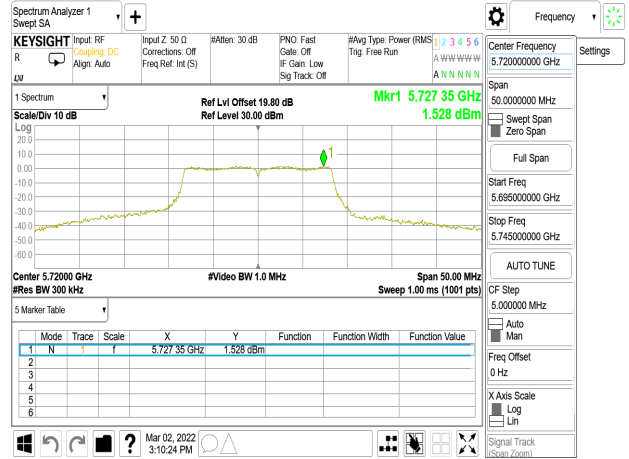 Spectrum Analyzer 1
Swept SA
Frequency
KEYSIGHT
R
Input: RF
Coupling: DC
Align: Auto
Input Z: 50 Ω
Corrections: Off
Freq Ref: Int (S)
#Atten: 30 dB
PNO: Fast
Gate: Off
IF Gain: Low
Sig Track: Off
#Avg Type: Power (RMS
Trig: Free Run
1 2 3 4 5 6
A W W W W W
A N N N N N
1 Spectrum
Scale/Div 10 dB
Log
Ref Lvl Offset 19.80 dB
Ref Level 30.00 dBm
Mkr1 5.727 35 GHz
1.528 dBm
20.0
10.0
0.00
-10.0
-20.0
-30.0
-40.0
-50.0
-60.0
1
Center 5.72000 GHz
#Res BW 300 kHz
#Video BW 1.0 MHz
Span 50.00 MHz
Sweep 1.00 ms (1001 pts)
5 Marker Table
Mode Trace Scale X Y Function Function Width Function Value
1 N 1 f 5.727 35 GHz 1.528 dBm
2
3
4
5
6
Mar 02, 2022
3:10:24 PM
?
Center Frequency
5.720000000 GHz
Settings
Span
50.0000000 MHz
Swept Span
Zero Span
Full Span
Start Freq
5.695000000 GHz
Stop Freq
5.745000000 GHz
AUTO TUNE
CF Step
5.000000 MHz
Auto
Man
Freq Offset
0 Hz
X Axis Scale
Log
Lin
Signal Track
(Span Zoom)